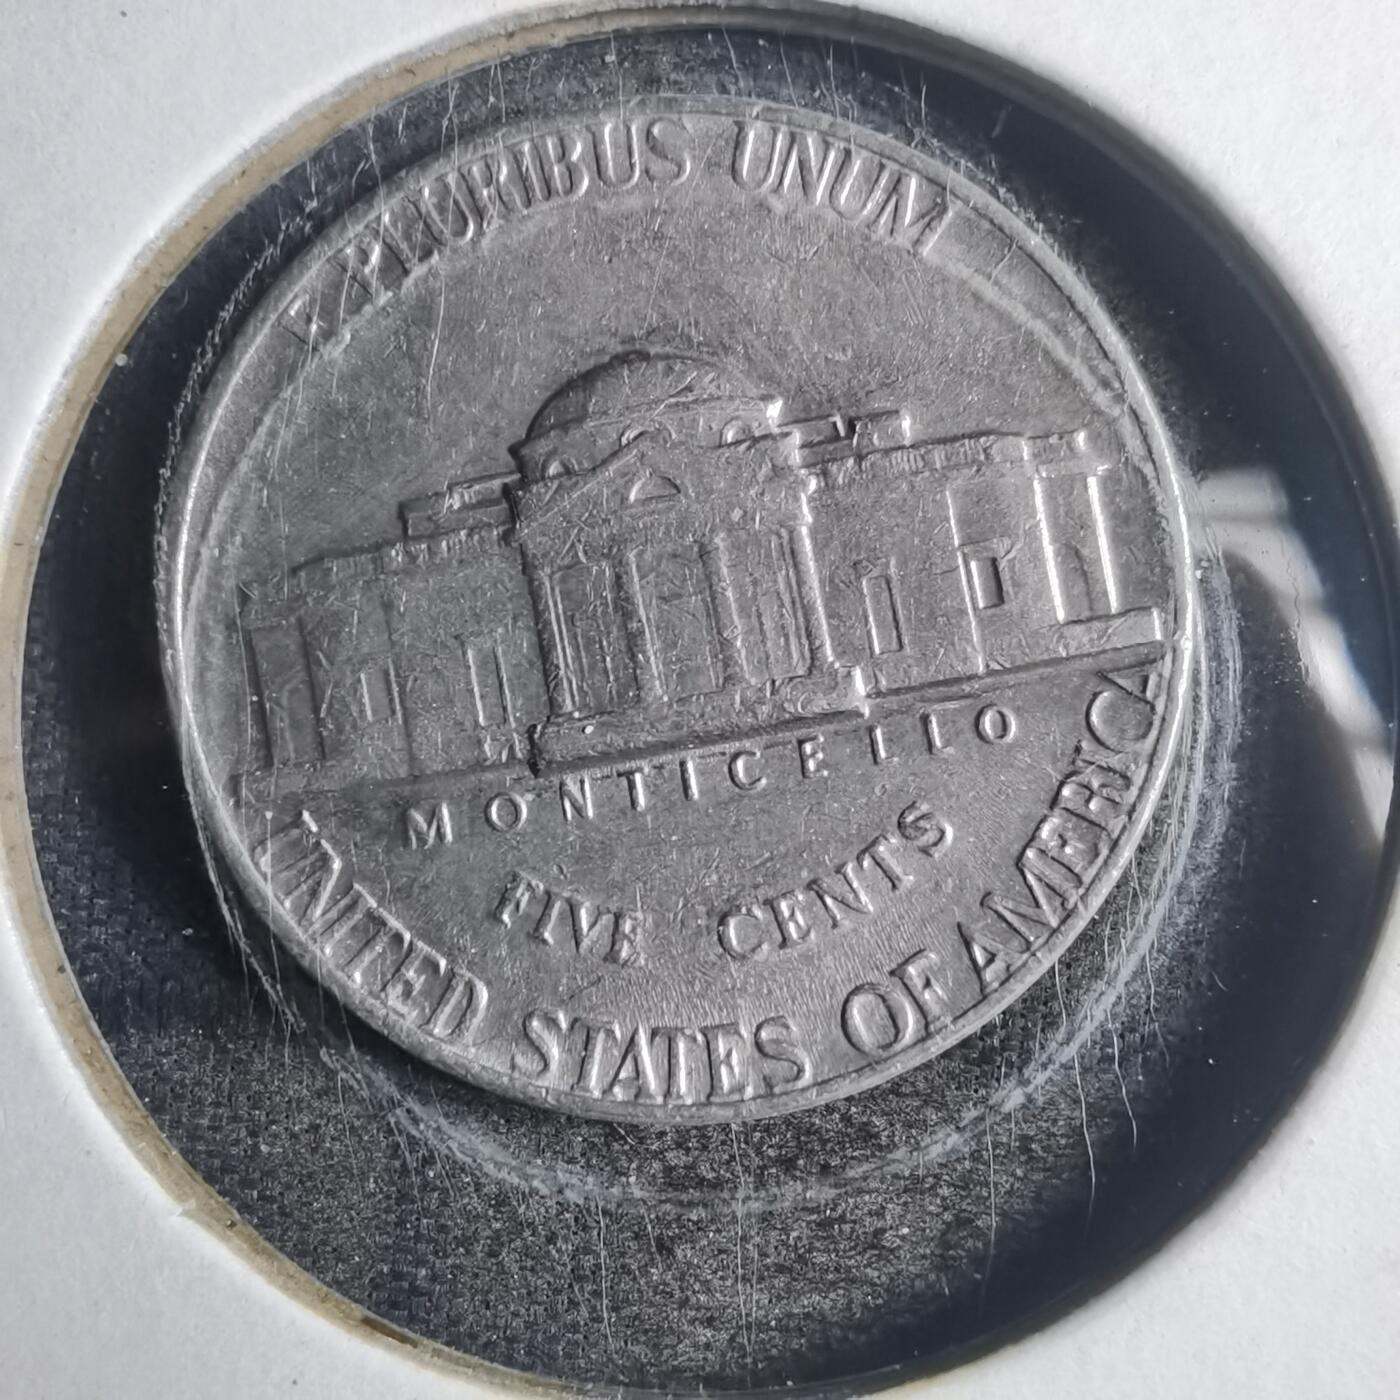 E PLURIBUS UNUM
MONTICELLO
FIVE CENTS
UNITED STATES OF AMERICA